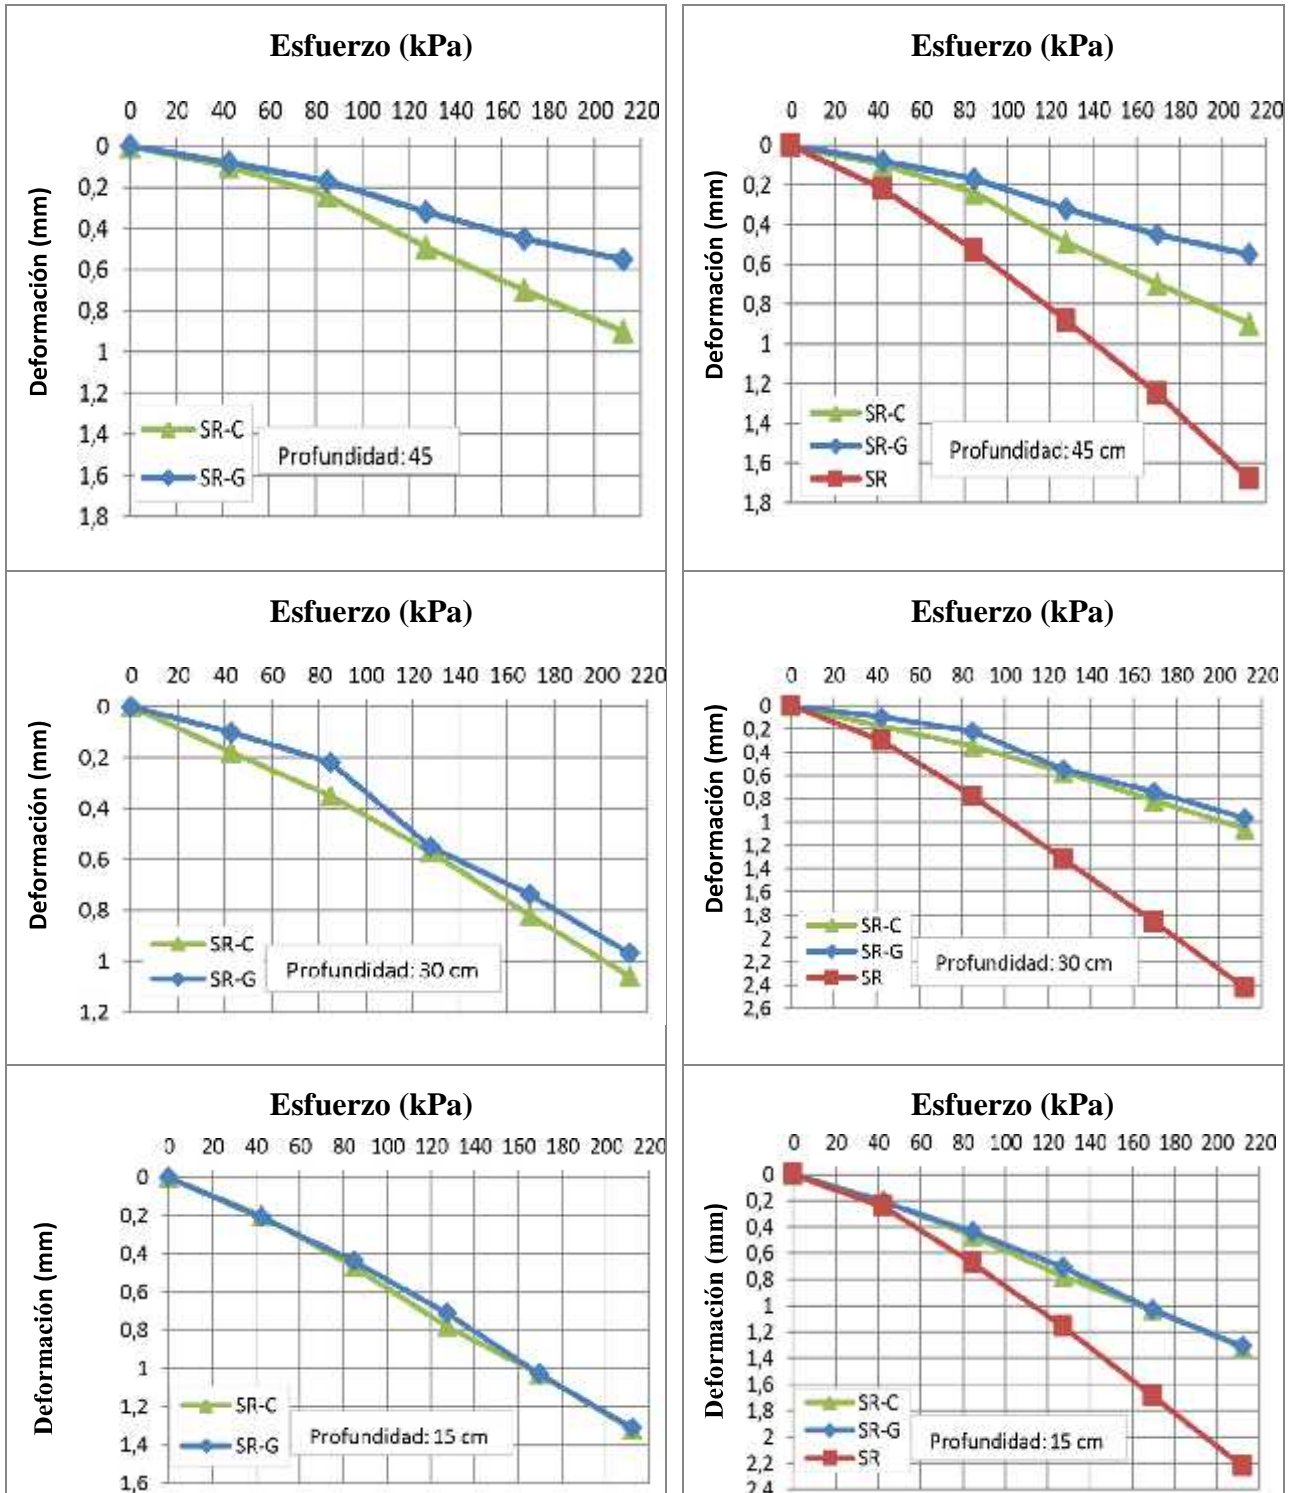 Esfuerzo (kPa)
0 20 40 60 80 100 120 140 160 180 200 220
Deformación (mm)
0
0,2
0,4
0,6
0,8
1
1,2
1,4
1,6
1,8
SR-C
SR-G
Profundidad: 45
Esfuerzo (kPa)
0 20 40 60 80 100 120 140 160 180 200 220
Deformación (mm)
0
0,2
0,4
0,6
0,8
1
1,2
1,4
1,6
1,8
SR-C
SR-G
SR
Profundidad: 45 cm
Esfuerzo (kPa)
0 20 40 60 80 100 120 140 160 180 200 220
Deformación (mm)
0
0,2
0,4
0,6
0,8
1
1,2
SR-C
SR-G
Profundidad: 30 cm
Esfuerzo (kPa)
0 20 40 60 80 100 120 140 160 180 200 220
Deformación (mm)
0
0,2
0,4
0,6
0,8
1
1,2
1,4
1,6
1,8
2
2,2
2,4
2,6
SR-C
SR-G
SR
Profundidad: 30 cm
Esfuerzo (kPa)
0 20 40 60 80 100 120 140 160 180 200 220
Deformación (mm)
0
0,2
0,4
0,6
0,8
1
1,2
1,4
1,6
SR-C
SR-G
Profundidad: 15 cm
Esfuerzo (kPa)
0 20 40 60 80 100 120 140 160 180 200 220
Deformación (mm)
0
0,2
0,4
0,6
0,8
1
1,2
1,4
1,6
1,8
2
2,2
2,4
SR-C
SR-G
SR
Profundidad: 15 cm